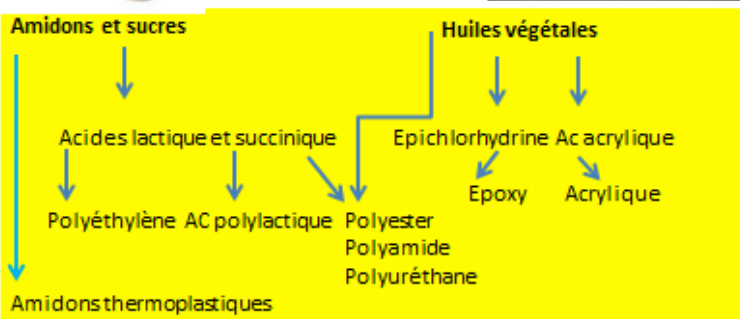 Amidons et sucres
Huiles végétales
Acides lactique et succinique
Epichlorhydrine Ac acrylique
Epoxy
Acrylique
Polyéthylène AC polylactique Polyester
Polyamide
Polyuréthane
Amidons thermoplastiques